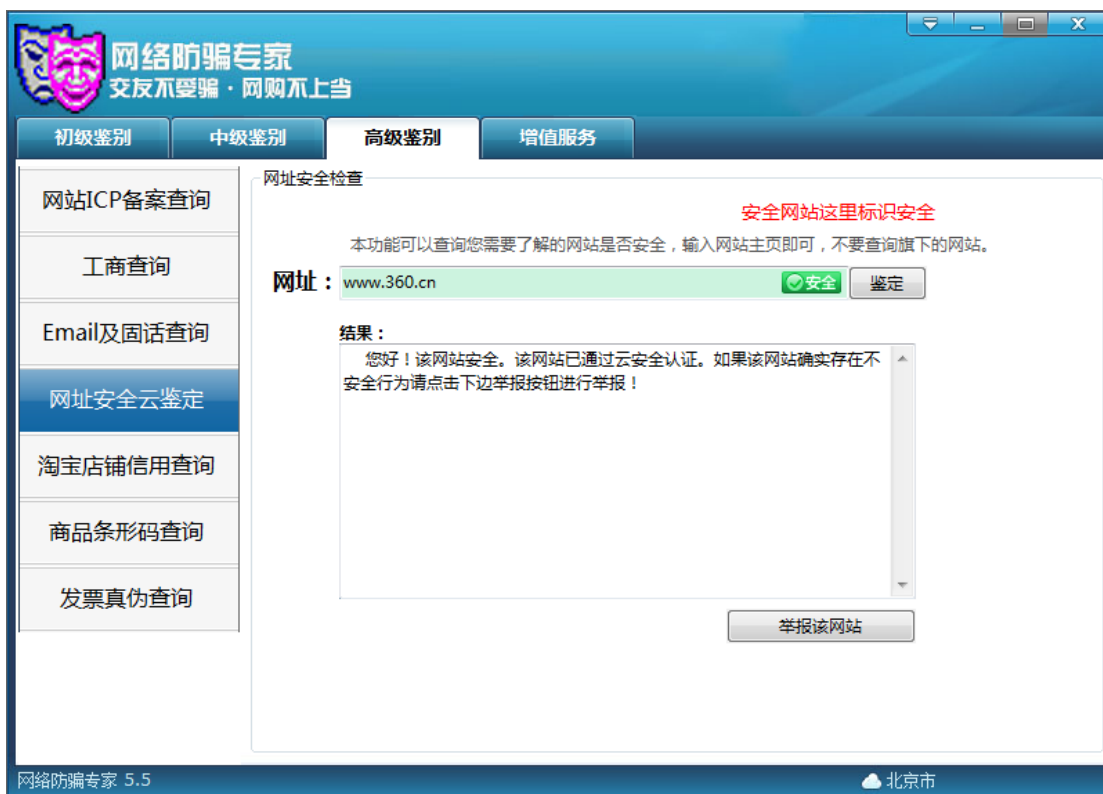 网络防骗专家
交友不受骗·网购不上当
初级鉴别
中级鉴别
高级鉴别
增值服务
网站ICP备案查询
工商查询
Email及固话查询
网址安全云鉴定
淘宝店铺信用查询
商品条形码查询
发票真伪查询
网址安全检查
安全网站这里标识安全
本功能可以查询您需要了解的网站是否安全，输入网站主页即可，不要查询旗下的网站。
网址：
www.360.cn
安全
鉴定
结果：
您好！该网站安全。该网站已通过云安全认证。如果该网站确实存在不
安全行为请点击下边举报按钮进行举报！
举报该网站
网络防骗专家 5.5
北京市